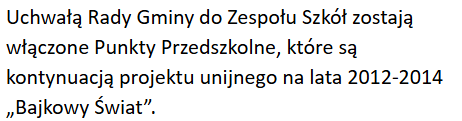 Uchwałą Rady Gminy do Zespołu Szkół zostają
włączone Punkty Przedszkolne, które są
kontynuacją projektu unijnego na lata 2012-2014
„Bajkowy Świat”.